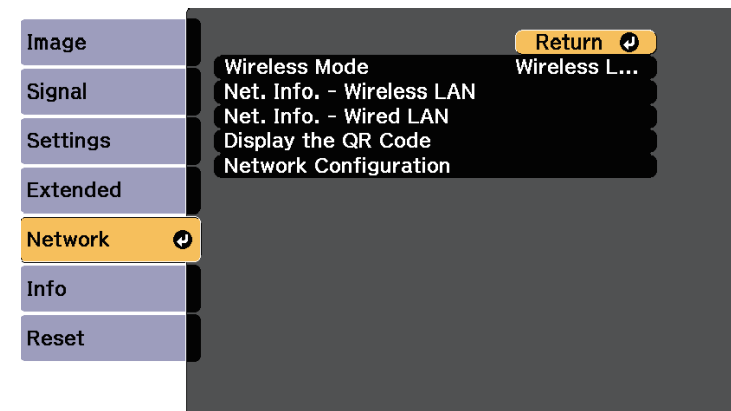 Image
Signal
Settings
Extended
Network
Info
Reset
Return
Wireless Mode Wireless L...
Net. Info. - Wireless LAN
Net. Info. - Wired LAN
Display the QR Code
Network Configuration